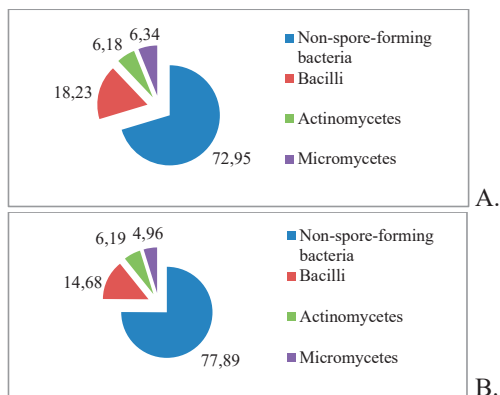 6,18
6,34
18,23
72,95
Non-spore-forming
bacteria
Bacilli
Actinomycetes
Micromycetes
A.
6,19
4,96
14,68
77,89
Non-spore-forming
bacteria
Bacilli
Actinomycetes
Micromycetes
B.